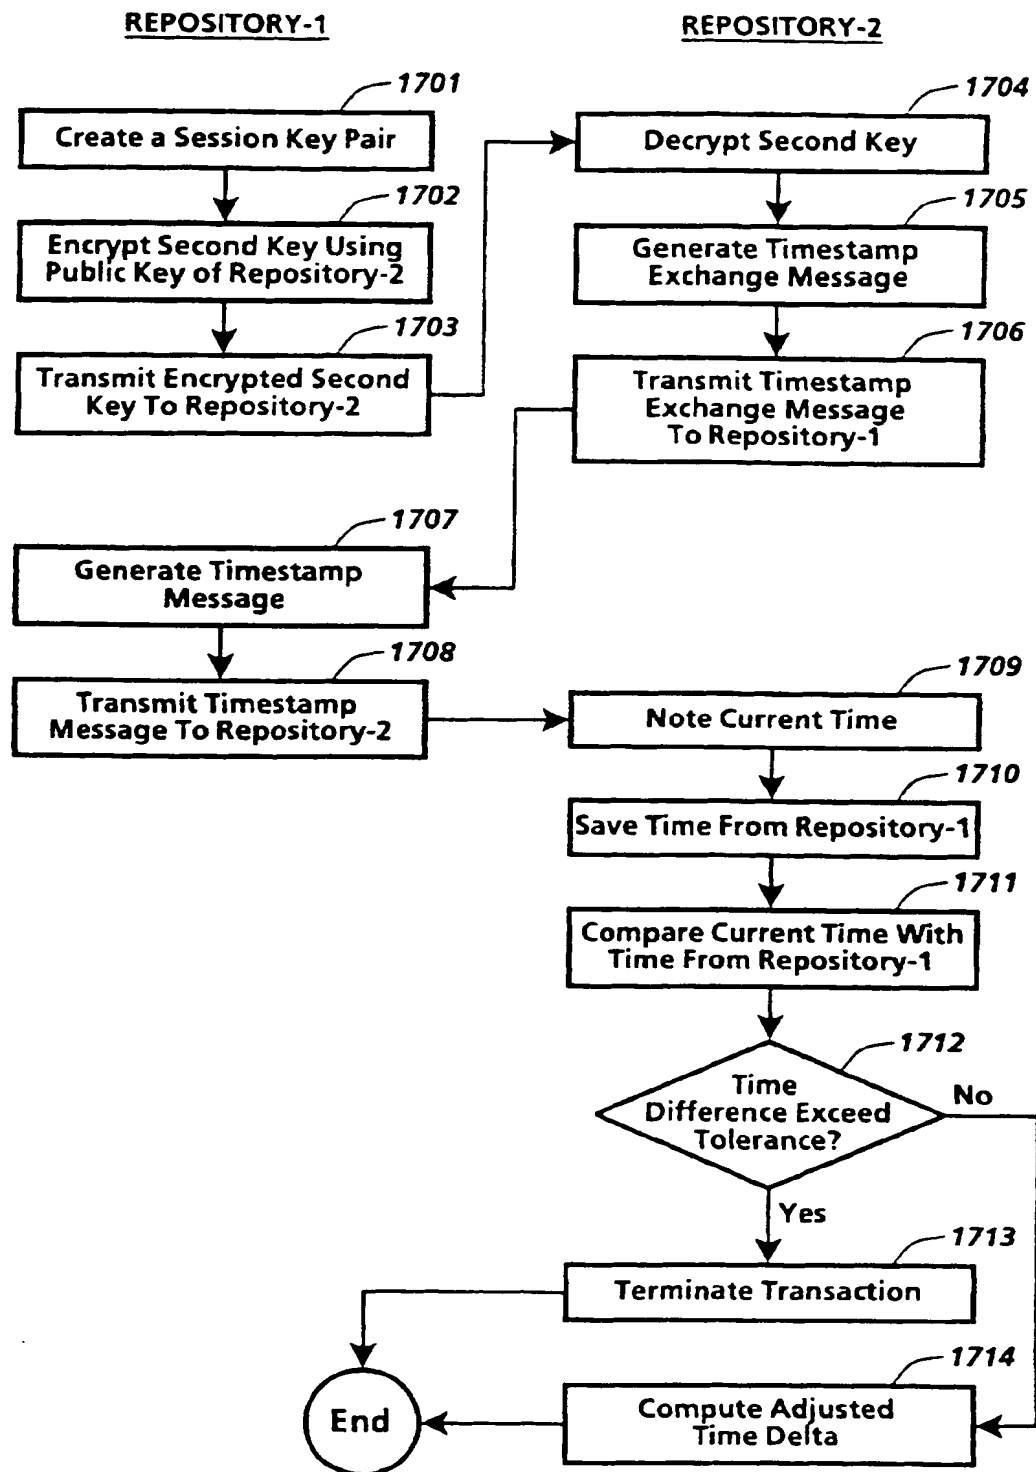 REPOSITORY-1
REPOSITORY-2
1701
Create a Session Key Pair
1702
Encrypt Second Key Using
Public Key of Repository-2
1703
Transmit Encrypted Second
Key To Repository-2
1704
Decrypt Second Key
1705
Generate Timestamp
Exchange Message
1706
Transmit Timestamp
Exchange Message
To Repository-1
1707
Generate Timestamp
Message
1708
Transmit Timestamp
Message To Repository-2
1709
Note Current Time
1710
Save Time From Repository-1
1711
Compare Current Time With
Time From Repository-1
1712
Time
Difference Exceed
Tolerance?
No
Yes
1713
Terminate Transaction
1714
Compute Adjusted
Time Delta
End